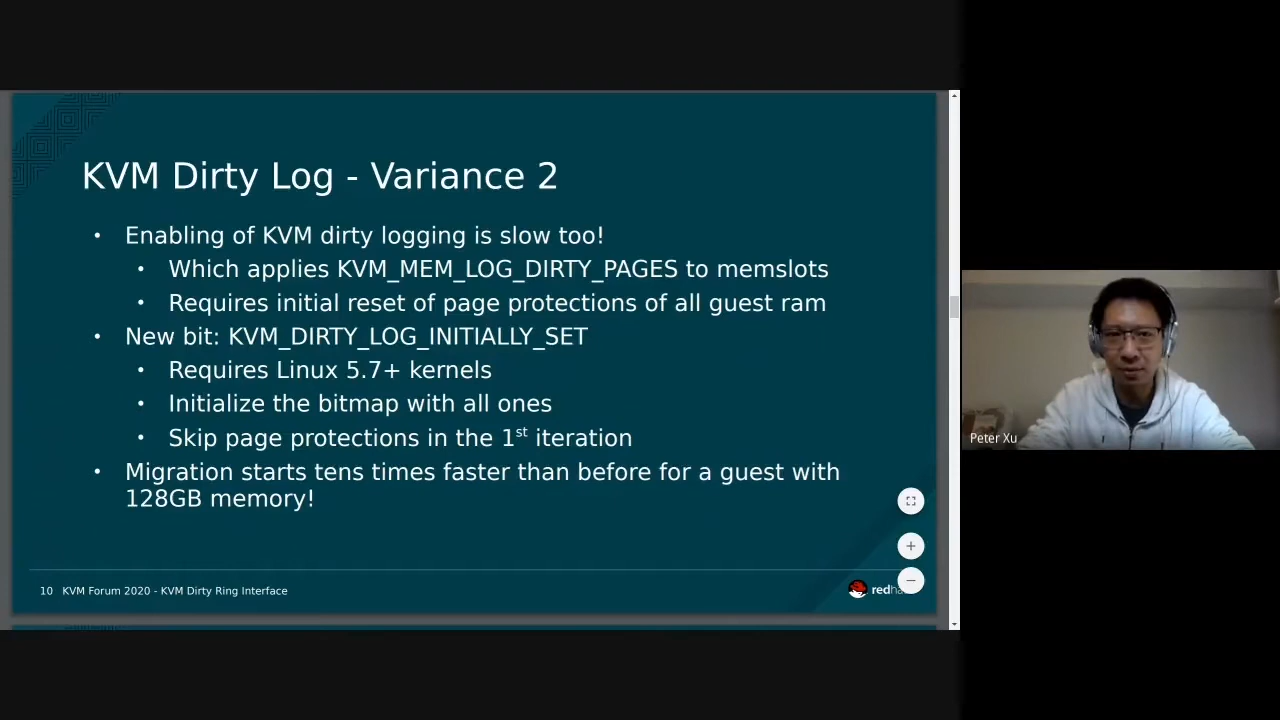 KVM Dirty Log - Variance 2
• Enabling of KVM dirty logging is slow too!
• Which applies KVM_MEM_LOG_DIRTY_PAGES to memslots
• Requires initial reset of page protections of all guest ram
• New bit: KVM_DIRTY_LOG_INITIALLY_SET
• Requires Linux 5.7+ kernels
• Initialize the bitmap with all ones
• Skip page protections in the 1st iteration
• Migration starts tens times faster than before for a guest with
128GB memory!
10 KVM Forum 2020 - KVM Dirty Ring Interface
Peter Xu